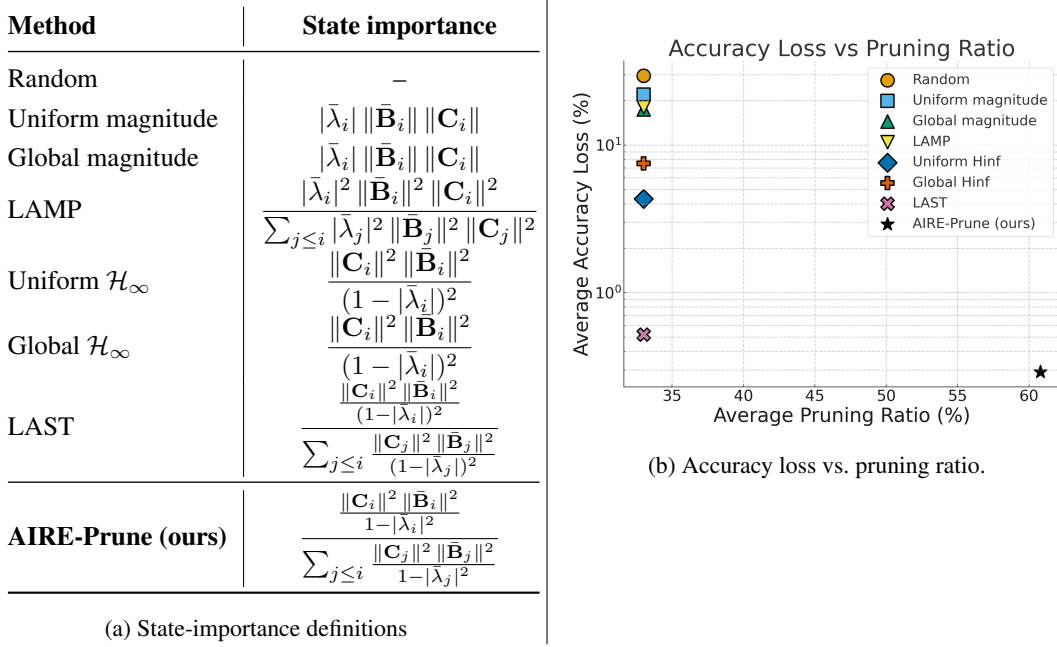 Method State importance
Random –
Uniform magnitude |λ̄ᵢ| ‖B̄ᵢ‖ ‖Cᵢ‖
Global magnitude |λ̄ᵢ| ‖B̄ᵢ‖ ‖Cᵢ‖
LAMP |λ̄ᵢ|² ‖B̄ᵢ‖² ‖Cᵢ‖² / ∑_{j≤i} |λ̄ⱼ|² ‖B̄ⱼ‖² ‖Cⱼ‖²
Uniform ℋ∞ ‖Cᵢ‖² ‖B̄ᵢ‖² / (1 − |λ̄ᵢ|)²
Global ℋ∞ ‖Cᵢ‖² ‖B̄ᵢ‖² / (1 − |λ̄ᵢ|)²
LAST ‖Cᵢ‖² ‖B̄ᵢ‖² / (1−|λ̄ᵢ|)² / ∑_{j≤i} ‖Cⱼ‖² ‖B̄ⱼ‖² / (1−|λ̄ⱼ|)²
AIRE-Prune (ours) ‖Cᵢ‖² ‖B̄ᵢ‖² / 1−|λ̄ᵢ|² / ∑_{j≤i} ‖Cⱼ‖² ‖B̄ⱼ‖² / 1−|λ̄ⱼ|²
(a) State-importance definitions
Accuracy Loss vs Pruning Ratio
Average Accuracy Loss (%)
10¹
10⁰
Random
Uniform magnitude
Global magnitude
LAMP
Uniform Hinf
Global Hinf
LAST
AIRE-Prune (ours)
35 40 45 50 55 60
Average Pruning Ratio (%)
(b) Accuracy loss vs. pruning ratio.